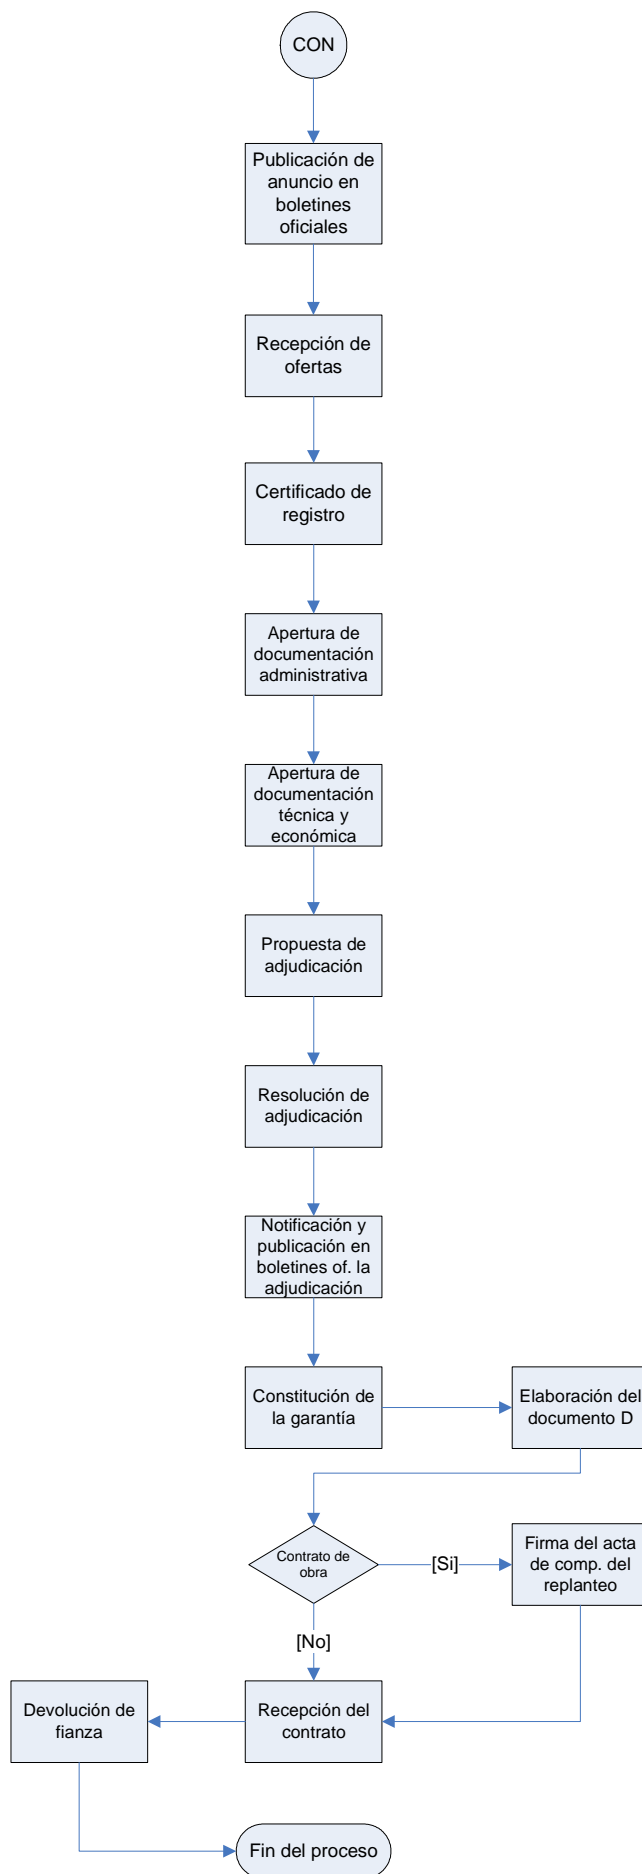 CON
Publicación de
anuncio en
boletines
oficiales
Recepción de
ofertas
Certificado de
registro
Apertura de
documentación
administrativa
Apertura de
documentación
técnica y
económica
Propuesta de
adjudicación
Resolución de
adjudicación
Notificación y
publicación en
boletines of. la
adjudicación
Constitución de
la garantía
Elaboración del
documento D
Contrato de
obra
[Si]
Firma del acta
de comp. del
replanteo
[No]
Devolución de
fianza
Recepción del
contrato
Fin del proceso